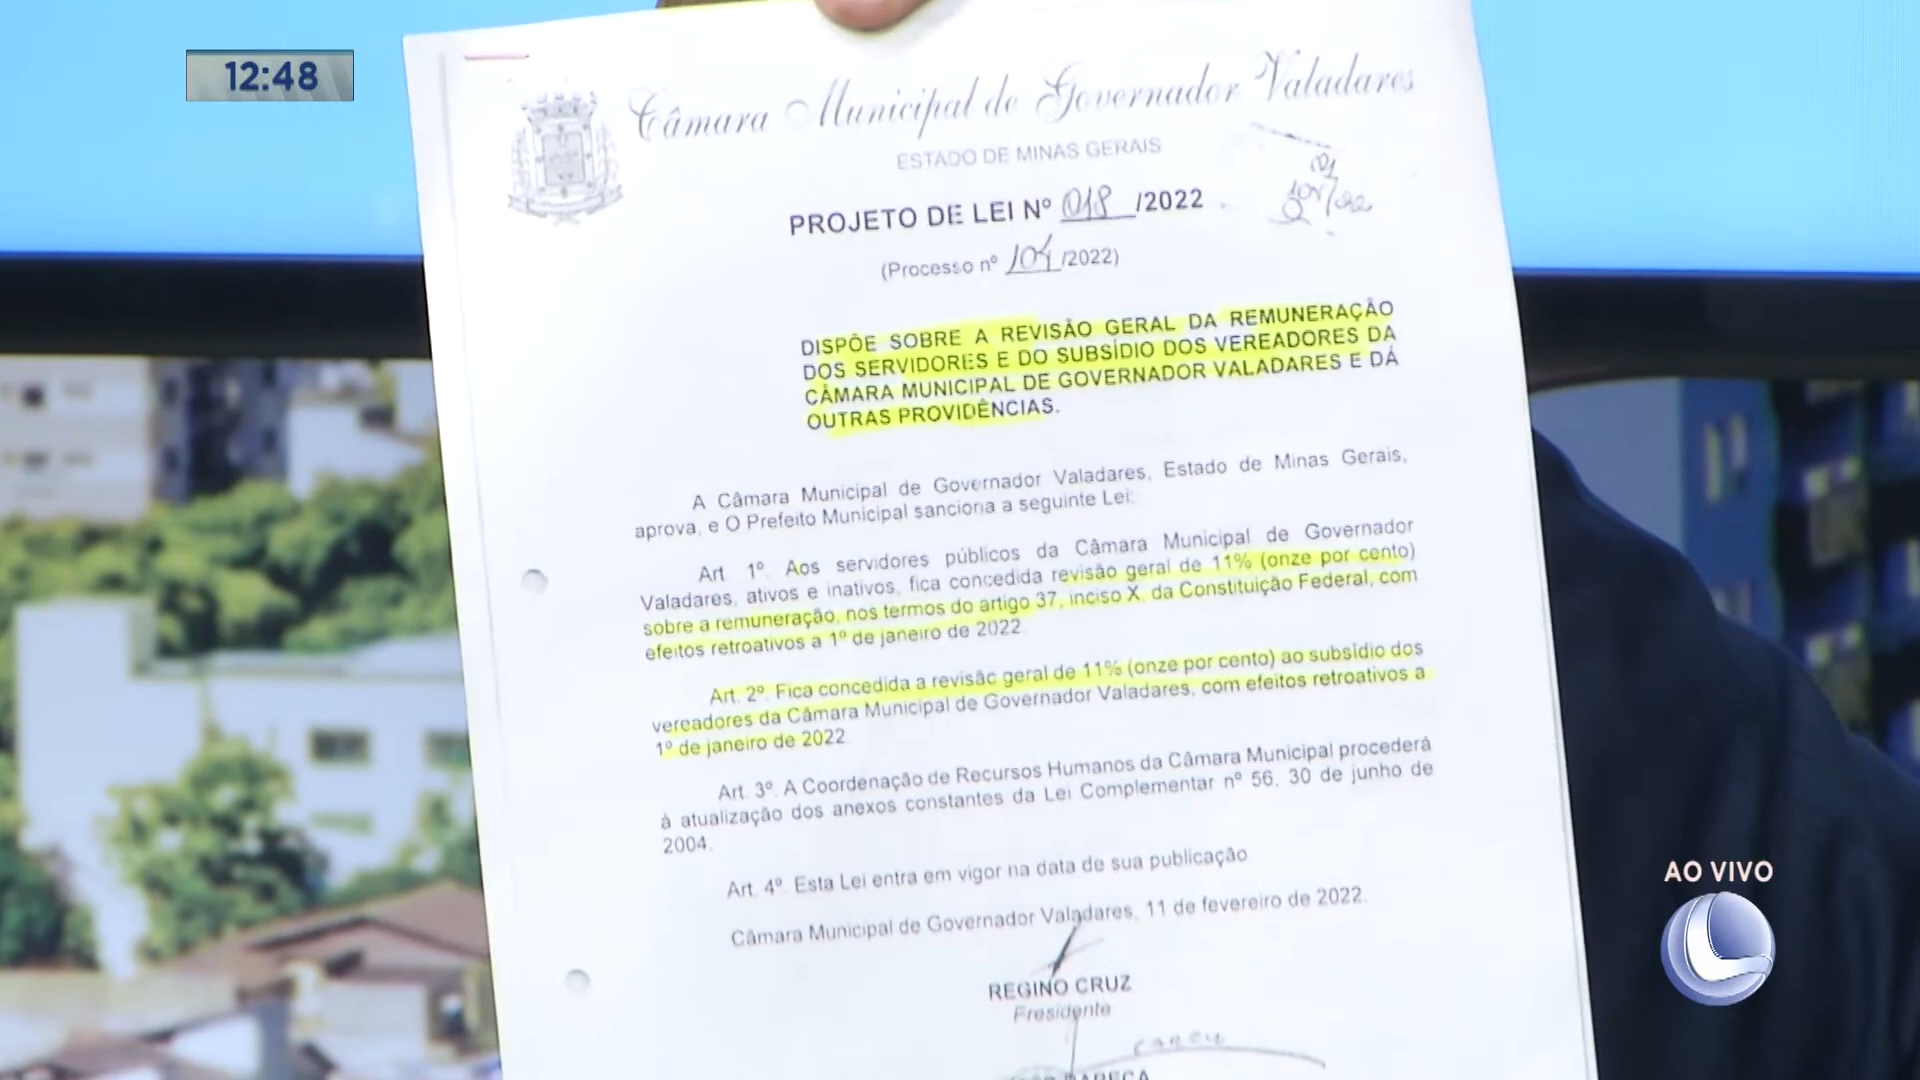 12:48
Câmara Municipal de Governador Valadares
ESTADO DE MINAS GERAIS
PROJETO DE LEI Nº 018 /2022
(Processo nº 104 /2022)
DISPÕE SOBRE A REVISÃO GERAL DA REMUNERAÇÃO
DOS SERVIDORES E DO SUBSÍDIO DOS VEREADORES DA
CÂMARA MUNICIPAL DE GOVERNADOR VALADARES E DÁ
OUTRAS PROVIDÊNCIAS.
A Câmara Municipal de Governador Valadares, Estado de Minas Gerais,
aprova, e O Prefeito Municipal sanciona a seguinte Lei:
Art. 1º. Aos servidores públicos da Câmara Municipal de Governador
Valadares, ativos e inativos, fica concedida revisão geral de 11% (onze por cento)
sobre a remuneração, nos termos do artigo 37, inciso X, da Constituição Federal, com
efeitos retroativos a 1º de janeiro de 2022.
Art. 2º. Fica concedida a revisão geral de 11% (onze por cento) ao subsídio dos
vereadores da Câmara Municipal de Governador Valadares, com efeitos retroativos a
1º de janeiro de 2022.
Art. 3º. A Coordenação de Recursos Humanos da Câmara Municipal procederá
à atualização dos anexos constantes da Lei Complementar nº 56, 30 de junho de
2004.
Art. 4º. Esta Lei entra em vigor na data de sua publicação.
Câmara Municipal de Governador Valadares, 11 de fevereiro de 2022.
REGINO CRUZ
Presidente
AO VIVO